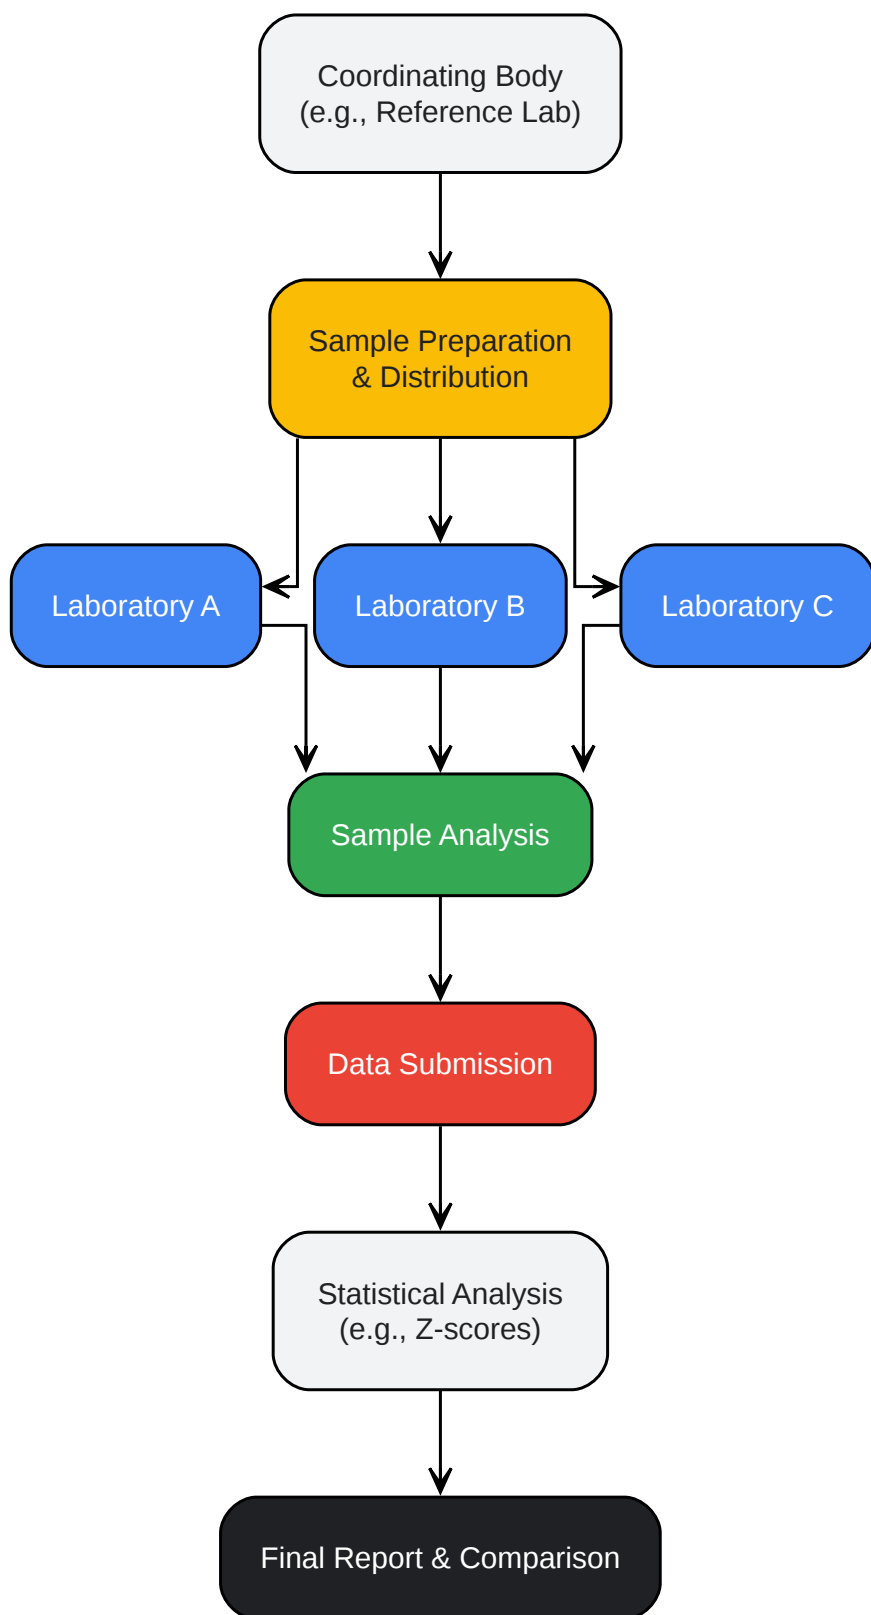 Coordinating Body
(e.g., Reference Lab)
Sample Preparation
& Distribution
Laboratory A
Laboratory B
Laboratory C
Sample Analysis
Data Submission
Statistical Analysis
(e.g., Z-scores)
Final Report & Comparison